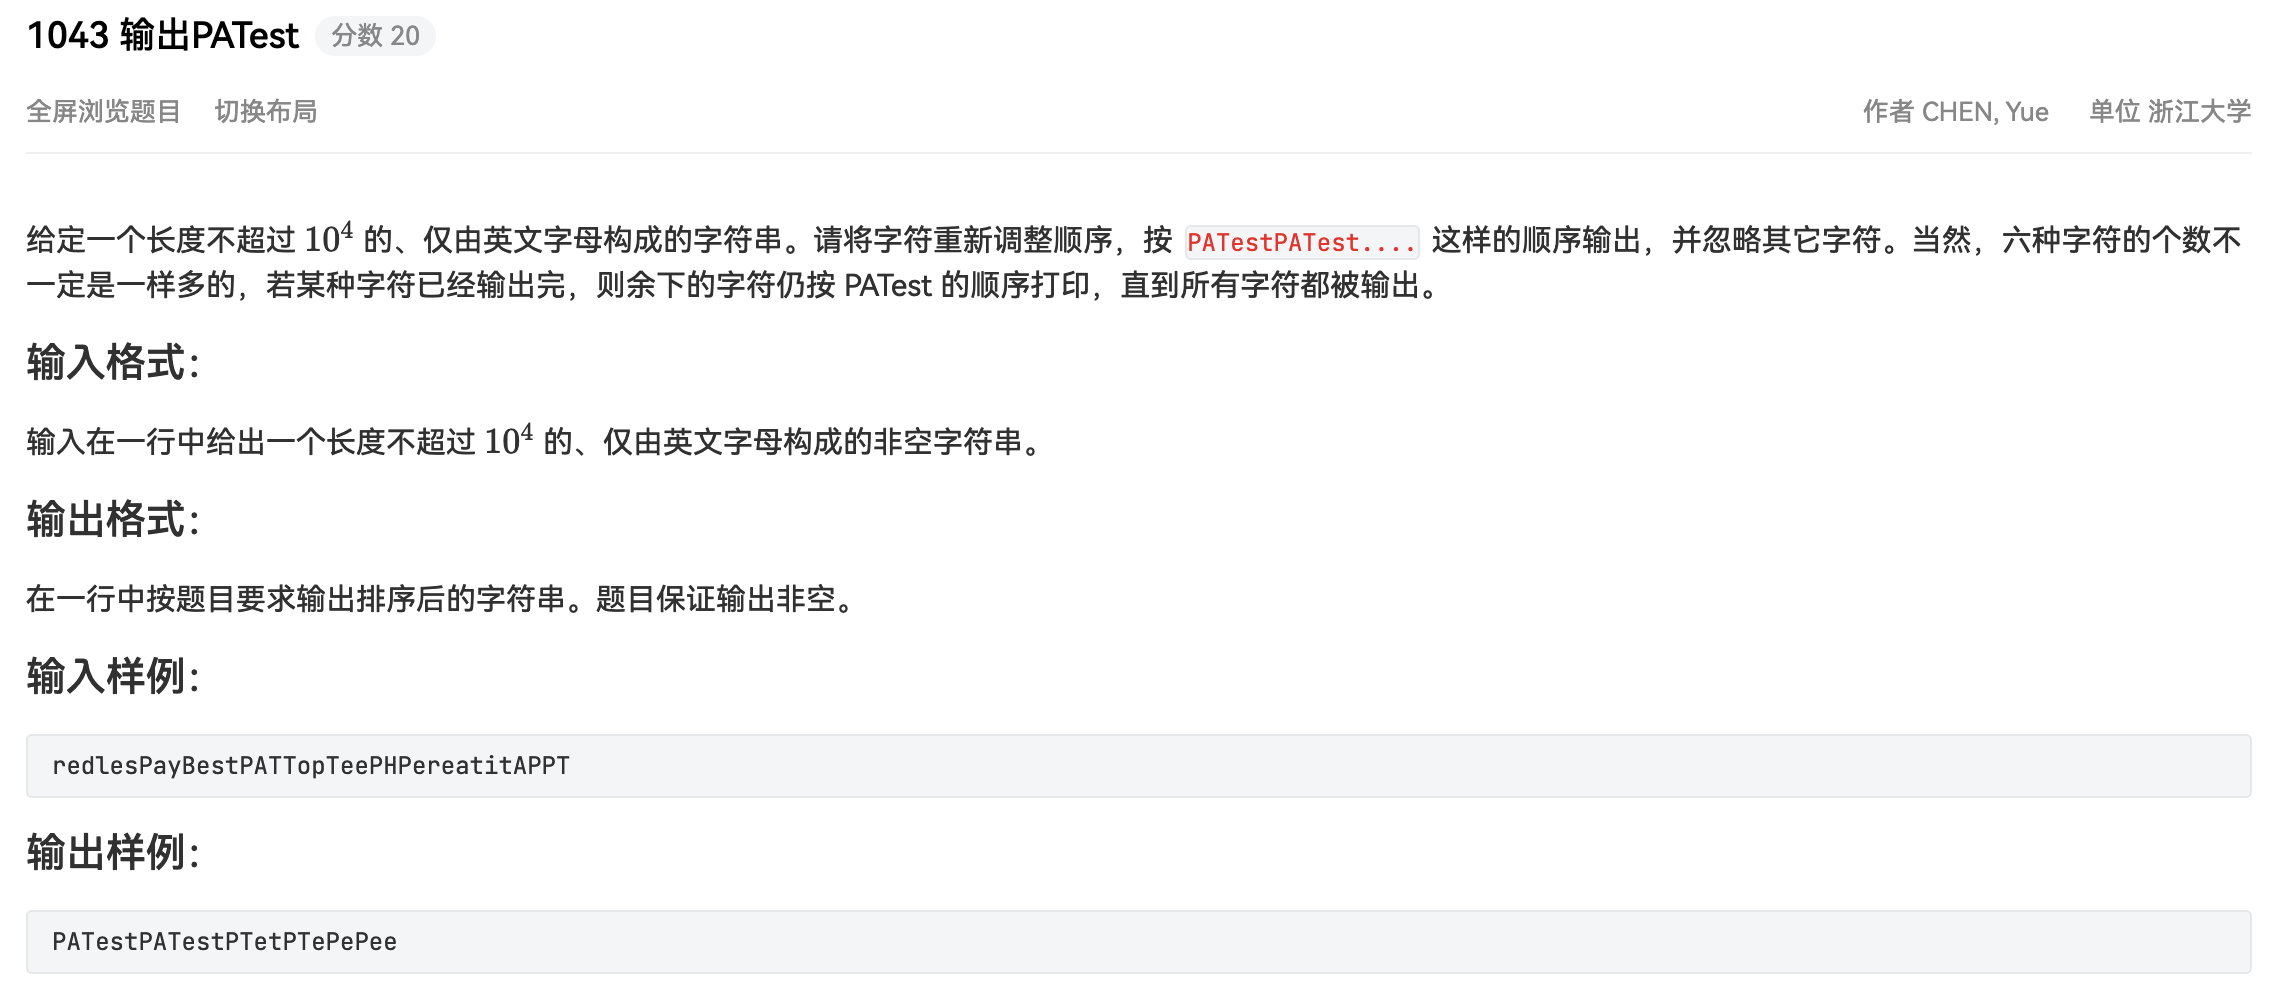 1043 输出PATest 分数 20
全屏浏览题目 切换布局 作者 CHEN, Yue 单位 浙江大学
给定一个长度不超过 10⁴ 的、仅由英文字母构成的字符串。请将字符重新调整顺序，按 PATestPATest.... 这样的顺序输出，并忽略其它字符。当然，六种字符的个数不
一定是一样多的，若某种字符已经输出完，则余下的字符仍按 PATest 的顺序打印，直到所有字符都被输出。
输入格式：
输入在一行中给出一个长度不超过 10⁴ 的、仅由英文字母构成的非空字符串。
输出格式：
在一行中按题目要求输出排序后的字符串。题目保证输出非空。
输入样例：
redlesPayBestPATTopTeePHPereatitAPPT
输出样例：
PATestPATestPTetPTePePee